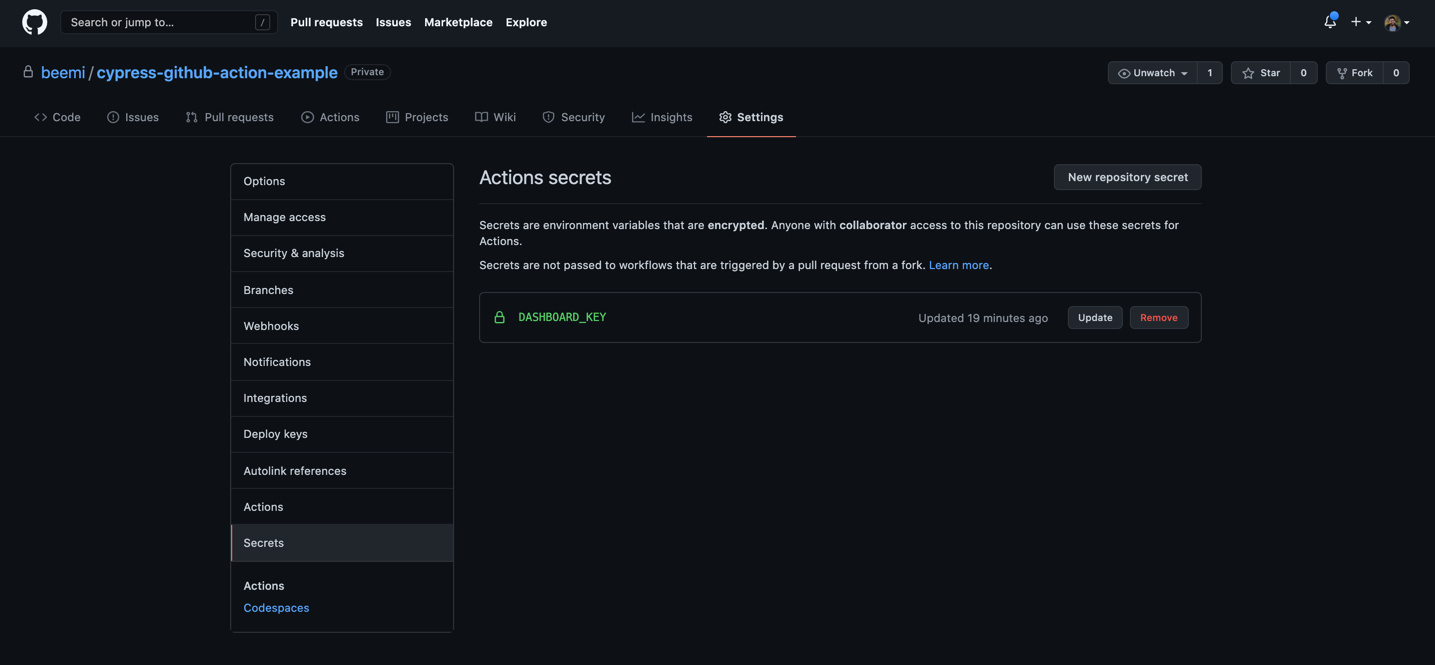 Search or jump to... /
Pull requests Issues Marketplace Explore
beemi / cypress-github-action-example Private
Unwatch 1 Star 0 Fork 0
Code Issues Pull requests Actions Projects Wiki Security Insights Settings
Options
Manage access
Security & analysis
Branches
Webhooks
Notifications
Integrations
Deploy keys
Autolink references
Actions
Secrets
Actions
Codespaces
Actions secrets
New repository secret
Secrets are environment variables that are encrypted. Anyone with collaborator access to this repository can use these secrets for
Actions.
Secrets are not passed to workflows that are triggered by a pull request from a fork. Learn more.
DASHBOARD_KEY Updated 19 minutes ago Update Remove